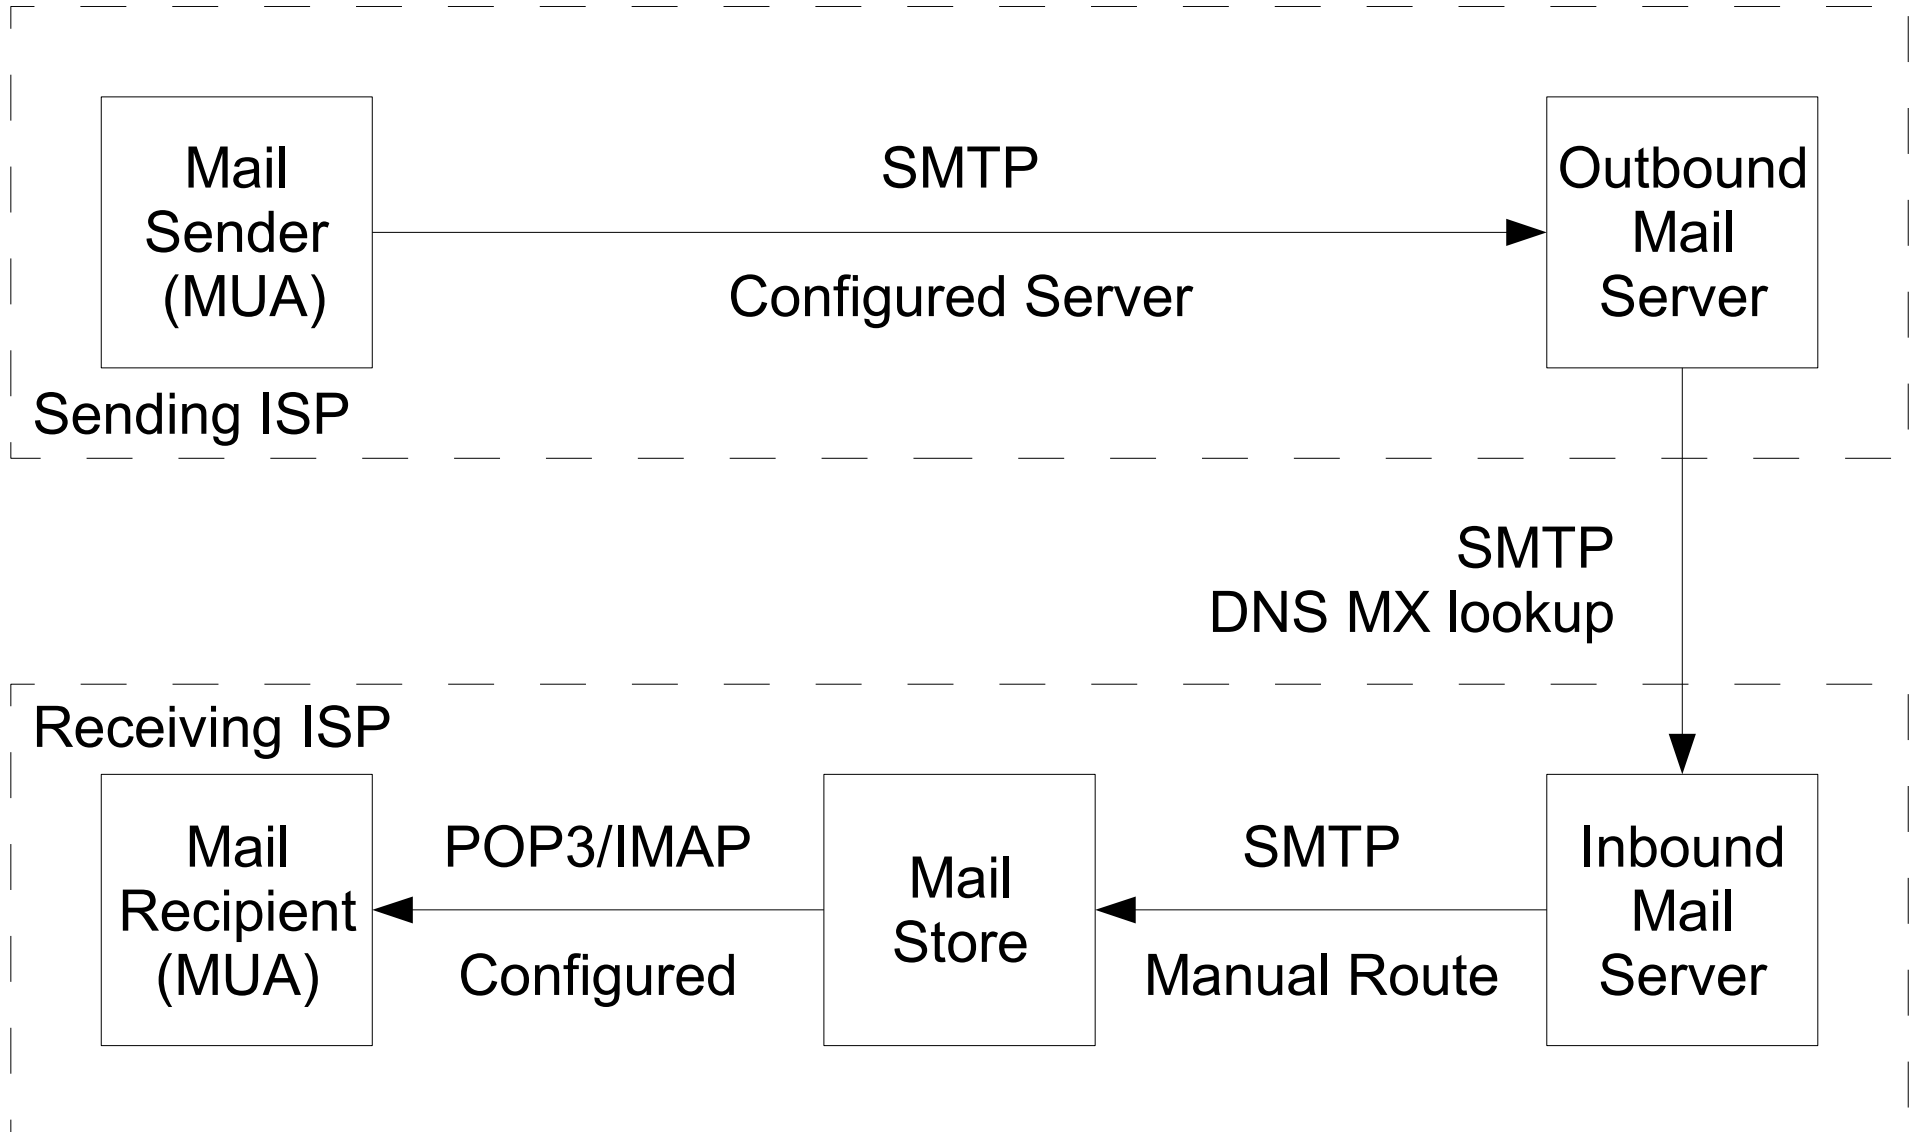 Mail
Sender
(MUA)
SMTP
Configured Server
Outbound
Mail
Server
Sending ISP
SMTP
DNS MX lookup
Receiving ISP
Mail
Recipient
(MUA)
POP3/IMAP
Configured
Mail
Store
SMTP
Manual Route
Inbound
Mail
Server